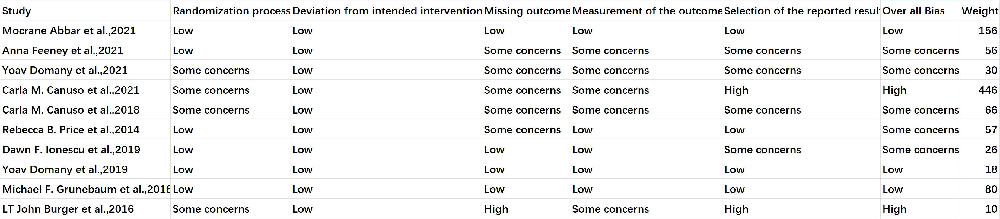 Study Randomization process Deviation from intended intervention Missing outcome Measurement of the outcome Selection of the reported result Over all Bias Weight
Mocrane Abbar et al.,2021 Low Low Low Low Low Low 156
Anna Feeney et al.,2021 Low Low Some concerns Some concerns Some concerns Some concerns 56
Yoav Domany et al.,2021 Some concerns Low Some concerns Some concerns Some concerns Some concerns 30
Carla M. Canuso et al.,2021 Some concerns Low Some concerns Some concerns High High 446
Carla M. Canuso et al.,2018 Some concerns Low Some concerns Some concerns Some concerns Some concerns 66
Rebecca B. Price et al.,2014 Low Low Some concerns Low Low Some concerns 57
Dawn F. Ionescu et al.,2019 Low Low Low Low Some concerns Some concerns 26
Yoav Domany et al.,2019 Low Low Low Low Low Low 18
Michael F. Grunebaum et al.,2018 Low Low Low Low Low Low 80
LT John Burger et al.,2016 Some concerns Low High Some concerns High High 10